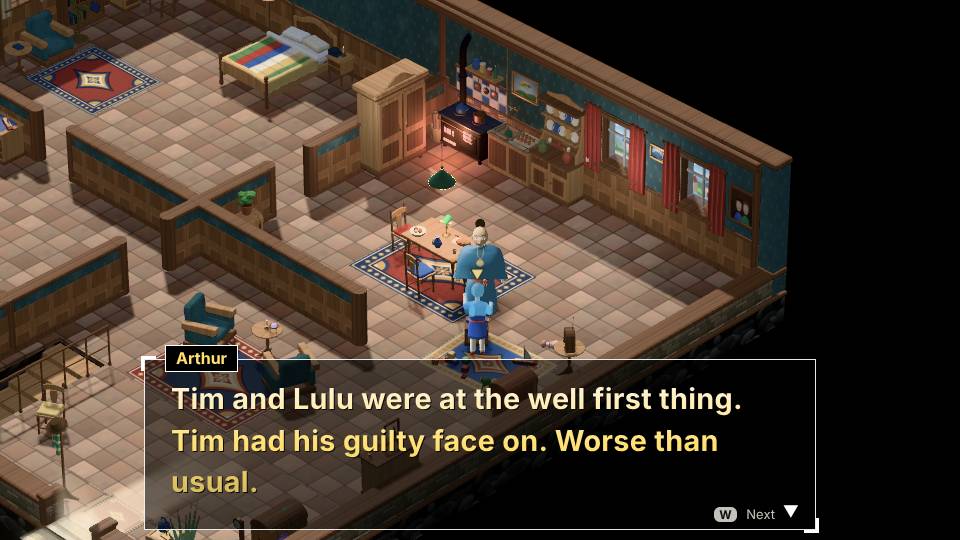 Arthur
Tim and Lulu were at the well first thing.
Tim had his guilty face on. Worse than
usual.
W Next